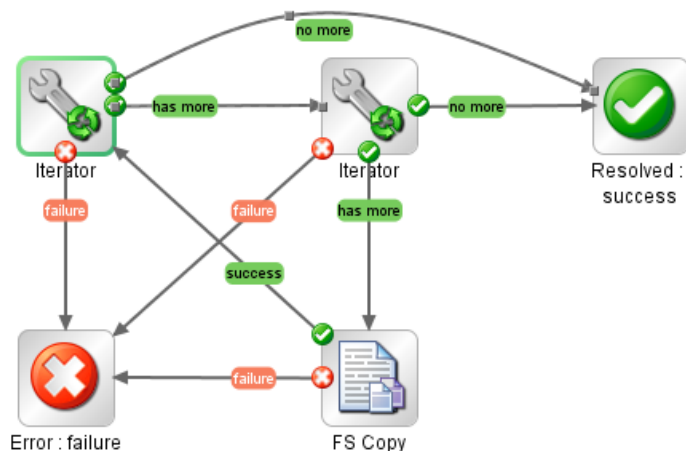 no more
has more
no more
Iterator
Iterator
Resolved :
success
failure
failure
has more
success
failure
Error : failure
FS Copy